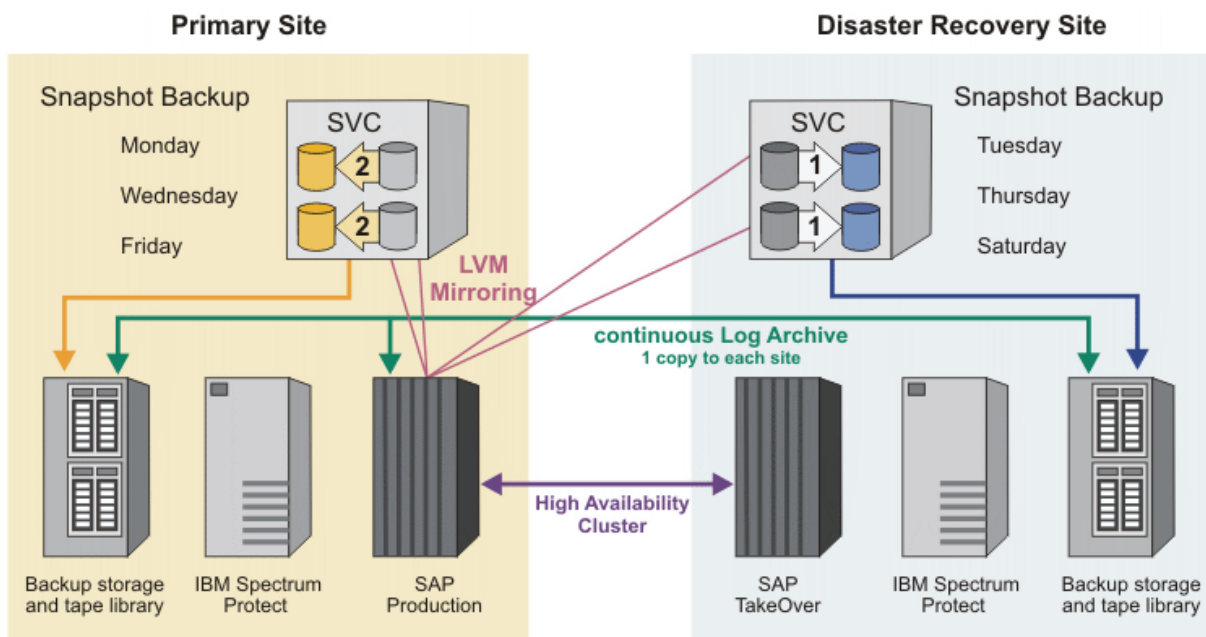 Primary Site
Disaster Recovery Site
Snapshot Backup
Monday
Wednesday
Friday
SVC
2
2
SVC
1
1
Snapshot Backup
Tuesday
Thursday
Saturday
LVM
Mirroring
continuous Log Archive
1 copy to each site
High Availability
Cluster
Backup storage
and tape library
IBM Spectrum
Protect
SAP
Production
SAP
TakeOver
IBM Spectrum
Protect
Backup storage
and tape library